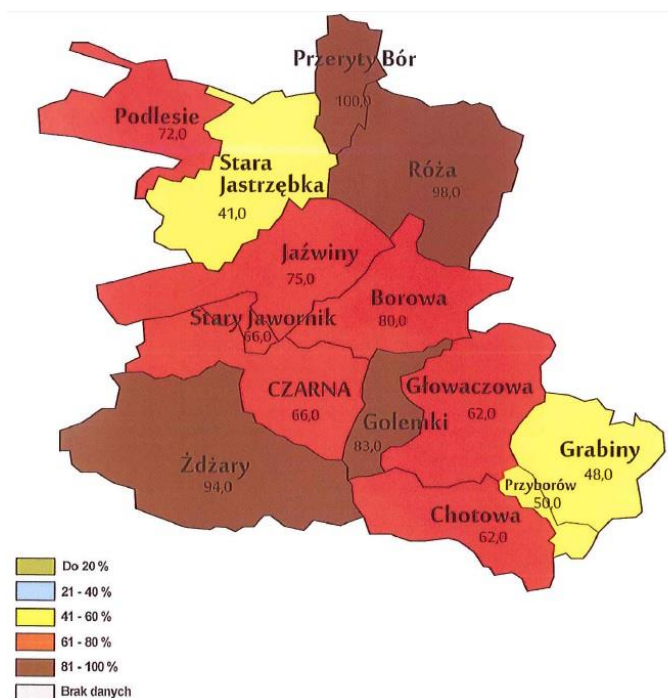 Przeryty Bór
100,0
Podlesie
72,0
Stara
Jastrzębka
41,0
Róża
98,0
Jaźwiny
75,0
Borowa
80,0
Stary Jawornik
66,0
CZARNA
66,0
Głowaczowa
62,0
Golemki
83,0
Grabiny
48,0
Żdżary
94,0
Przyborów
50,0
Chotowa
62,0
Do 20 %
21 - 40 %
41 - 60 %
61 - 80 %
81 - 100 %
Brak danych